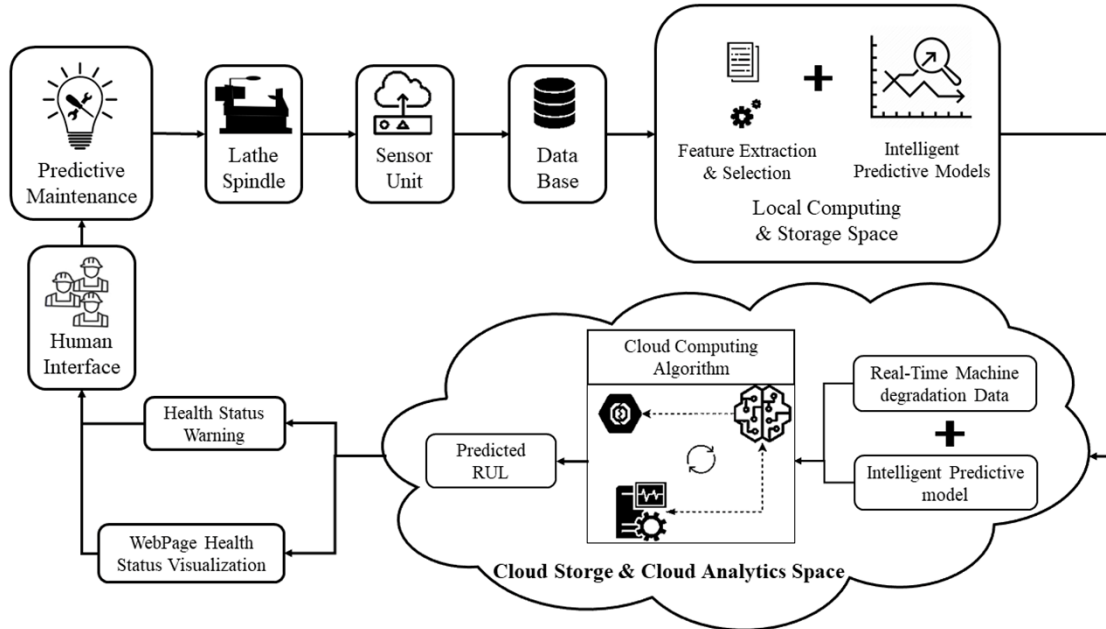 Predictive
Maintenance
Lathe
Spindle
Sensor
Unit
Data
Base
Feature Extraction
& Selection
Intelligent
Predictive Models
Local Computing
& Storage Space
Human
Interface
Health Status
Warning
WebPage Health
Status Visualization
Predicted
RUL
Cloud Computing
Algorithm
Real-Time Machine
degradation Data
Intelligent Predictive
model
Cloud Storge & Cloud Analytics Space